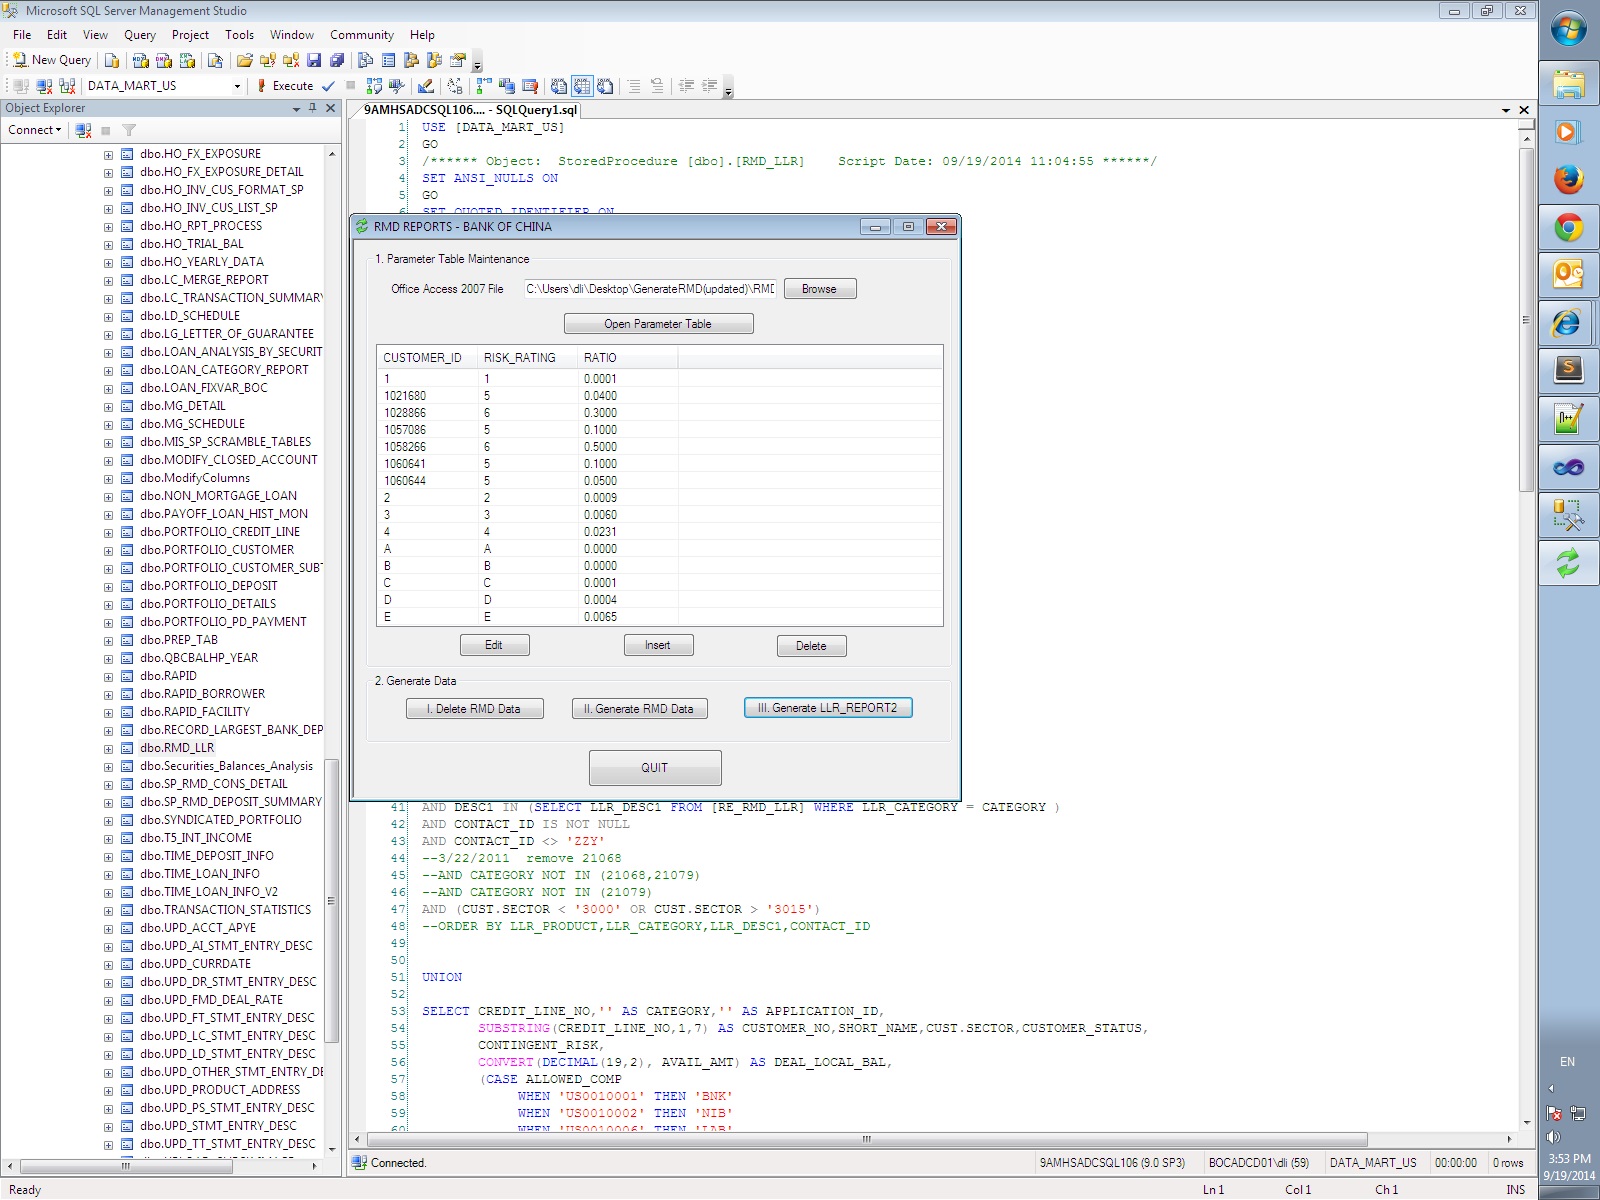 Microsoft SQL Server Management Studio
File Edit View Query Project Tools Window Community Help
New Query
DATA_MART_US Execute
Object Explorer
Connect
dbo.HO_FX_EXPOSURE
dbo.HO_FX_EXPOSURE_DETAIL
dbo.HO_INV_CUS_FORMAT_SP
dbo.HO_INV_CUS_LIST_SP
dbo.HO_RPT_PROCESS
dbo.HO_TRIAL_BAL
dbo.HO_YEARLY_DATA
dbo.LC_MERGE_REPORT
dbo.LC_TRANSACTION_SUMMARY
dbo.LD_SCHEDULE
dbo.LG_LETTER_OF_GUARANTEE
dbo.LOAN_ANALYSIS_BY_SECURIT
dbo.LOAN_CATEGORY_REPORT
dbo.LOAN_FIXVAR_BOC
dbo.MG_DETAIL
dbo.MG_SCHEDULE
dbo.MIS_SP_SCRAMBLE_TABLES
dbo.MODIFY_CLOSED_ACCOUNT
dbo.ModifyColumns
dbo.NON_MORTGAGE_LOAN
dbo.PAYOFF_LOAN_HIST_MON
dbo.PORTFOLIO_CREDIT_LINE
dbo.PORTFOLIO_CUSTOMER
dbo.PORTFOLIO_CUSTOMER_SUBT
dbo.PORTFOLIO_DEPOSIT
dbo.PORTFOLIO_DETAILS
dbo.PORTFOLIO_PD_PAYMENT
dbo.PREP_TAB
dbo.QBCBALHP_YEAR
dbo.RAPID
dbo.RAPID_BORROWER
dbo.RAPID_FACILITY
dbo.RECORD_LARGEST_BANK_DEP
dbo.RMD_LLR
dbo.Securities_Balances_Analysis
dbo.SP_RMD_CONS_DETAIL
dbo.SP_RMD_DEPOSIT_SUMMARY
dbo.SYNDICATED_PORTFOLIO
dbo.T5_INT_INCOME
dbo.TIME_DEPOSIT_INFO
dbo.TIME_LOAN_INFO
dbo.TIME_LOAN_INFO_V2
dbo.TRANSACTION_STATISTICS
dbo.UPD_ACCT_APYE
dbo.UPD_AI_STMT_ENTRY_DESC
dbo.UPD_CURRDATE
dbo.UPD_DR_STMT_ENTRY_DESC
dbo.UPD_FMD_DEAL_RATE
dbo.UPD_FT_STMT_ENTRY_DESC
dbo.UPD_LC_STMT_ENTRY_DESC
dbo.UPD_LD_STMT_ENTRY_DESC
dbo.UPD_OTHER_STMT_ENTRY_DE
dbo.UPD_PRODUCT_ADDRESS
dbo.UPD_PS_STMT_ENTRY_DESC
dbo.UPD_STMT_ENTRY_DESC
dbo.UPD_TT_STMT_ENTRY_DESC
9AMHSADCSQL106.... - SQLQuery1.sql
1 USE [DATA_MART_US]
2 GO
3 /****** Object: StoredProcedure [dbo].[RMD_LLR] Script Date: 09/19/2014 11:04:55 ******/
4 SET ANSI_NULLS ON
5 GO
6 SET QUOTED_IDENTIFIER ON
RMD REPORTS - BANK OF CHINA
1. Parameter Table Maintenance
Office Access 2007 File C:\Users\dli\Desktop\GenerateRMD(updated)\RMD Browse
Open Parameter Table
CUSTOMER_ID RISK_RATING RATIO
1 1 0.0001
1021680 5 0.0400
1028866 6 0.3000
1057086 5 0.1000
1058266 6 0.5000
1060641 5 0.1000
1060644 5 0.0500
2 2 0.0009
3 3 0.0060
4 4 0.0231
A A 0.0000
B B 0.0000
C C 0.0001
D D 0.0004
E E 0.0065
Edit Insert Delete
2. Generate Data
I. Delete RMD Data II. Generate RMD Data III. Generate LLR_REPORT2
QUIT
41 AND DESC1 IN (SELECT LLR_DESC1 FROM [RE_RMD_LLR] WHERE LLR_CATEGORY = CATEGORY )
42 AND CONTACT_ID IS NOT NULL
43 AND CONTACT_ID <> 'ZZY'
44 --3/22/2011 remove 21068
45 --AND CATEGORY NOT IN (21068,21079)
46 --AND CATEGORY NOT IN (21079)
47 AND (CUST.SECTOR < '3000' OR CUST.SECTOR > '3015')
48 --ORDER BY LLR_PRODUCT,LLR_CATEGORY,LLR_DESC1,CONTACT_ID
49
50
51 UNION
52
53 SELECT CREDIT_LINE_NO,'' AS CATEGORY,'' AS APPLICATION_ID,
54 SUBSTRING(CREDIT_LINE_NO,1,7) AS CUSTOMER_NO,SHORT_NAME,CUST.SECTOR,CUSTOMER_STATUS,
55 CONTINGENT_RISK,
56 CONVERT(DECIMAL(19,2), AVAIL_AMT) AS DEAL_LOCAL_BAL,
57 (CASE ALLOWED_COMP
58 WHEN 'US0010001' THEN 'BNK'
59 WHEN 'US0010002' THEN 'NIB'
60 WHEN 'US0010006' THEN 'LAB'
Connected. 9AMHSADCSQL106 (9.0 SP3) BOCADCD01\dli (59) DATA_MART_US 00:00:00 0 rows
Ready Ln 1 Col 1 Ch 1 INS
EN
3:53 PM
9/19/2014